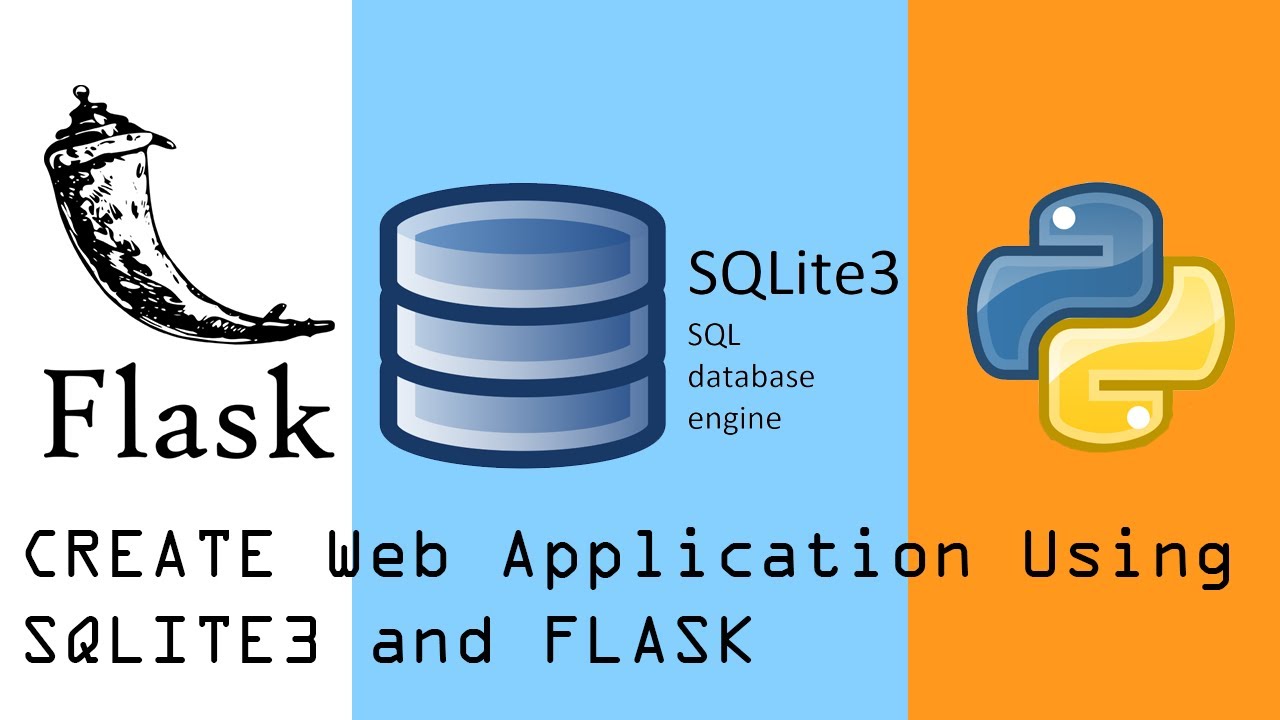 Flask
SQLite3
SQL
database
engine
CREATE Web Application Using
SQLITE3 and FLASK